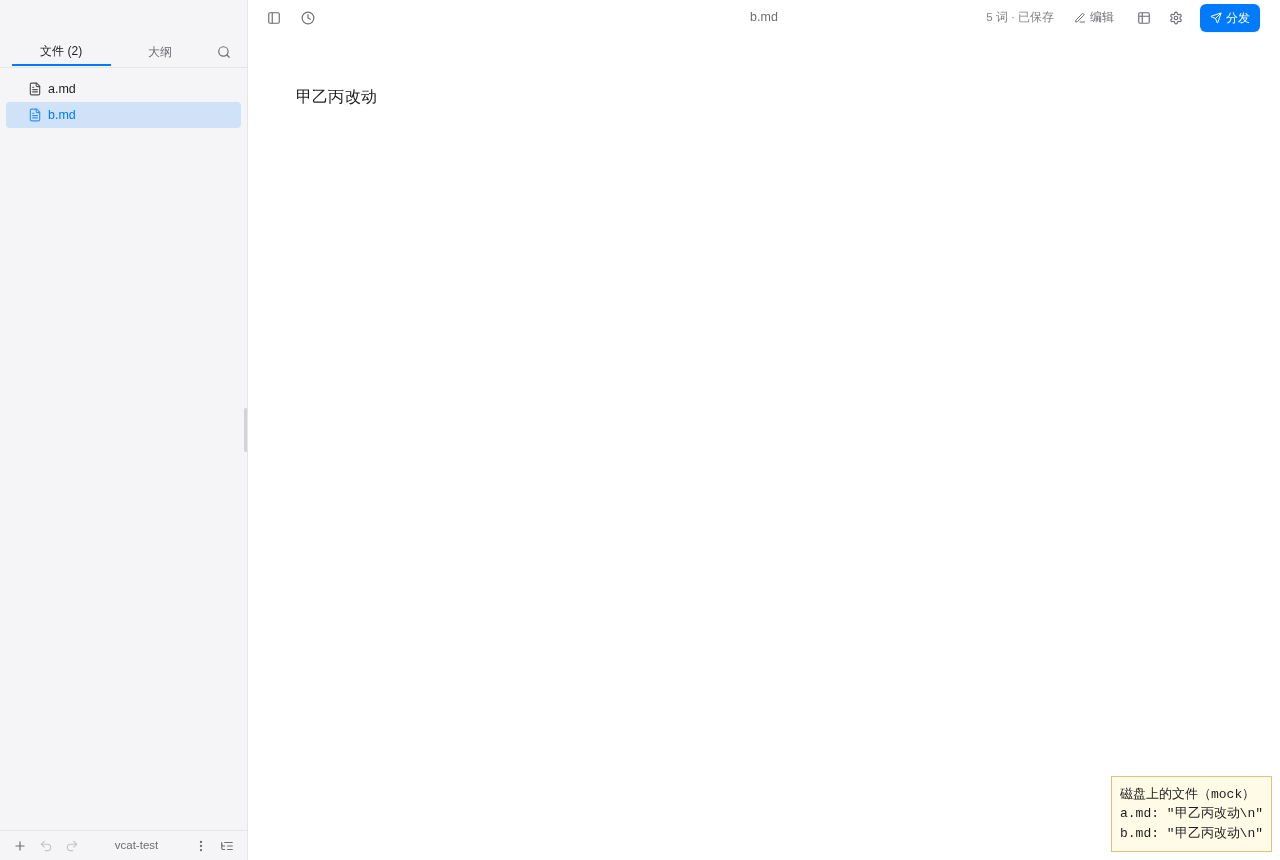 b.md
5 词 · 已保存
编辑
分发
文件 (2)
大纲
a.md
b.md
甲乙丙改动
磁盘上的文件（mock）
a.md: "甲乙丙改动\n"
b.md: "甲乙丙改动\n"
vcat-test